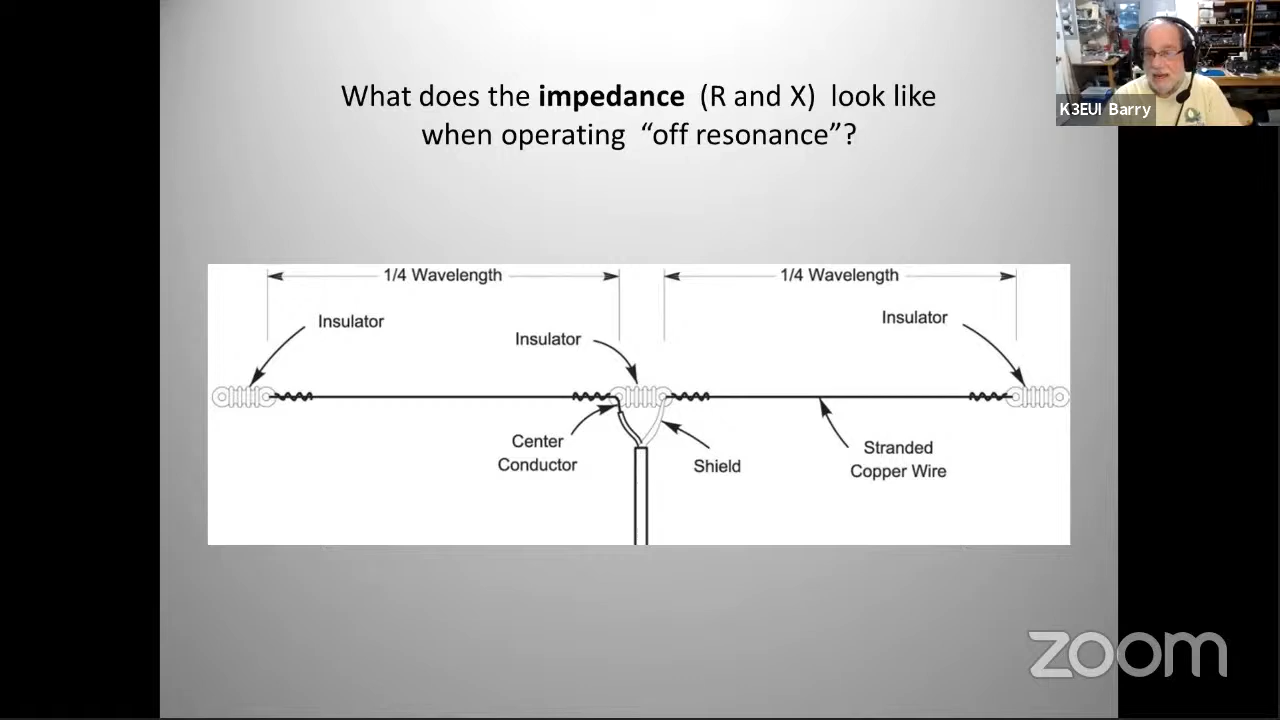 What does the impedance (R and X) look like
when operating “off resonance”?
K3EUI Barry
1/4 Wavelength
1/4 Wavelength
Insulator
Insulator
Insulator
Center
Conductor
Shield
Stranded
Copper Wire
zoom